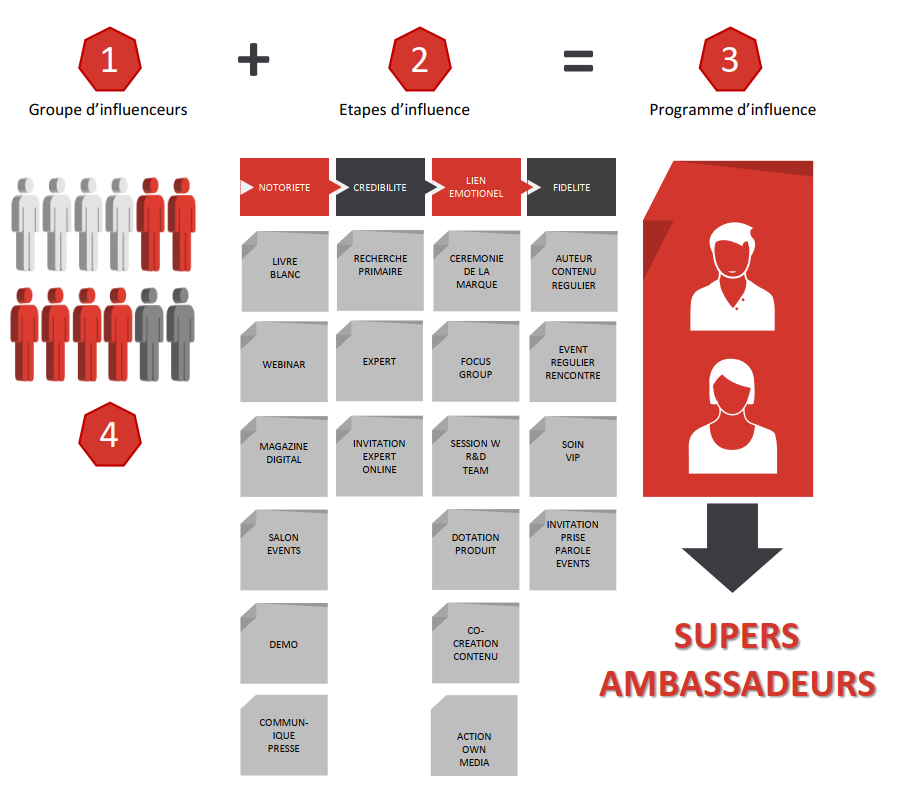 1
+
2
=
3
Groupe d'influenceurs
Etapes d'influence
Programme d'influence
NOTORIETE
CREDIBILITE
LIEN
EMOTIONEL
FIDELITE
LIVRE
BLANC
RECHERCHE
PRIMAIRE
CEREMONIE
DE LA
MARQUE
AUTEUR
CONTENU
REGULIER
WEBINAR
EXPERT
FOCUS
GROUP
EVENT
REGULIER
RENCONTRE
4
MAGAZINE
DIGITAL
INVITATION
EXPERT
ONLINE
SESSION W
R&D
TEAM
SOIN
VIP
SALON
EVENTS
DOTATION
PRODUIT
INVITATION
PRISE
PAROLE
EVENTS
DEMO
CO-
CREATION
CONTENU
COMMUN-
IQUE
PRESSE
ACTION
OWN
MEDIA
SUPERS
AMBASSADEURS